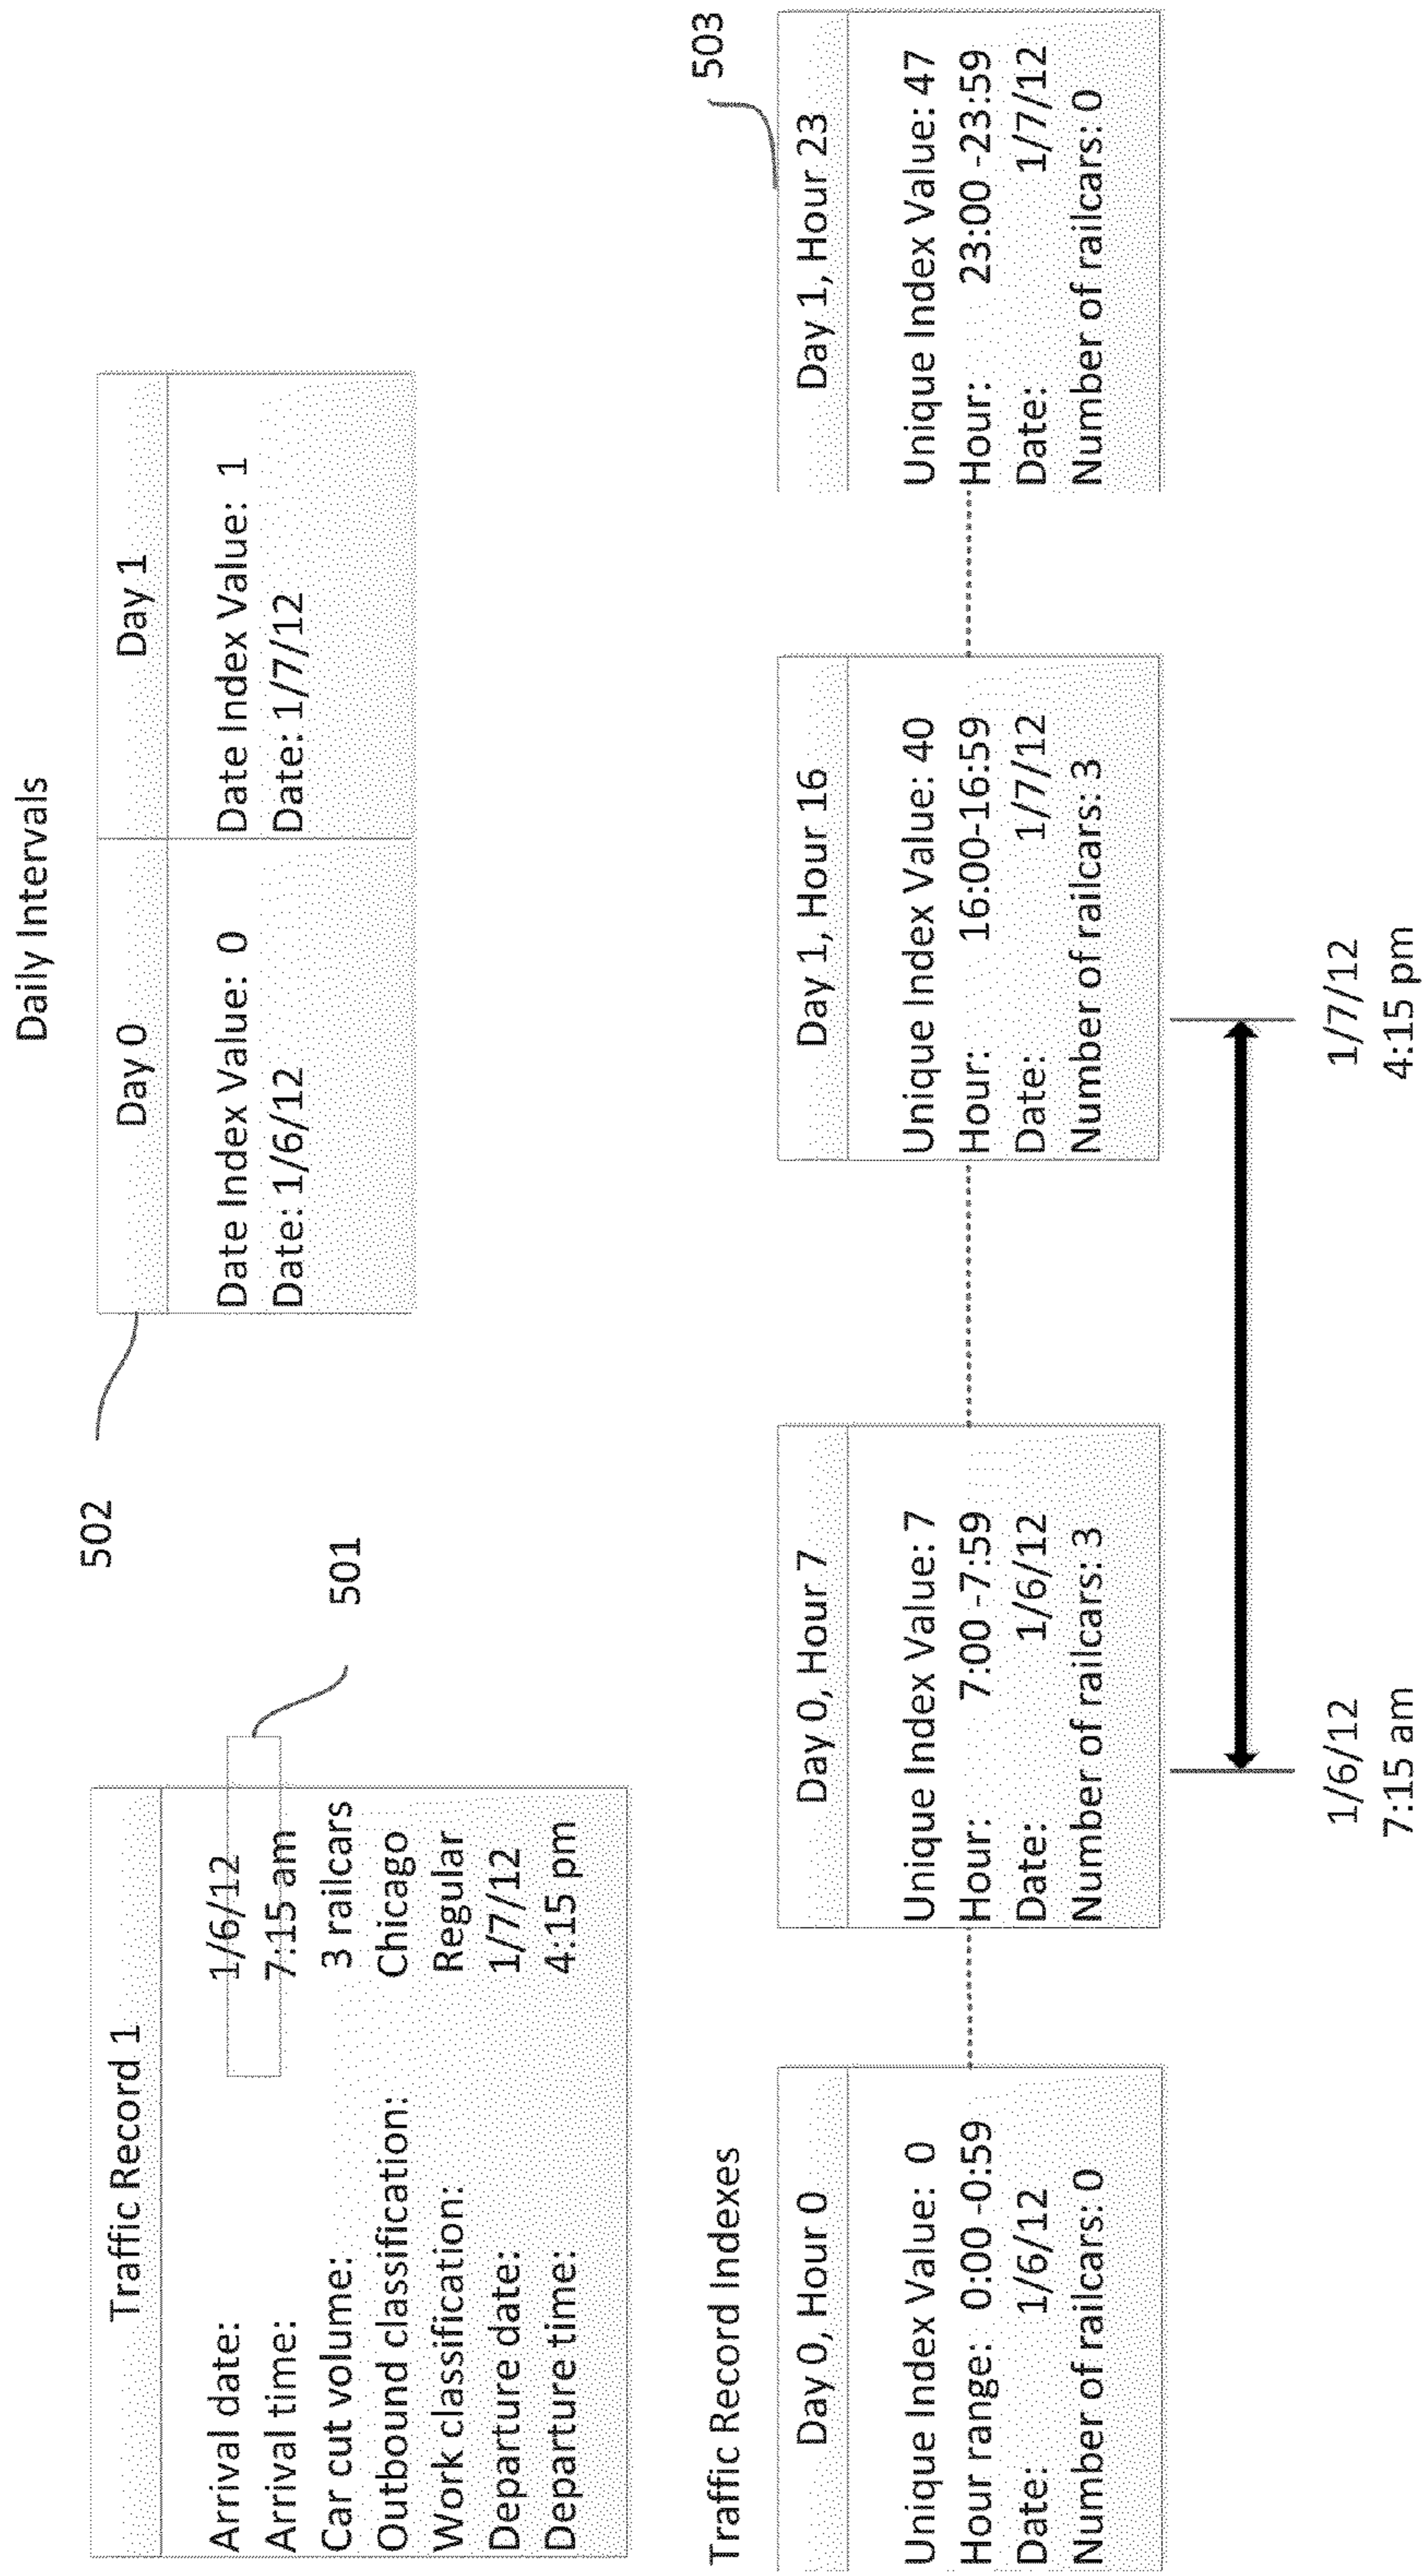 Daily Intervals
502
Traffic Record 1
Arrival date: 1/6/12
Arrival time: 7:15 am
Car cut volume: 3 railcars
Outbound classification: Chicago
Work classification: Regular
Departure date: 1/7/12
Departure time: 4:15 pm
501
Day 0
Date Index Value: 0
Date: 1/6/12
Day 1
Date Index Value: 1
Date: 1/7/12
Traffic Record Indexes
503
Day 0, Hour 0
Unique Index Value: 0
Hour range: 0:00 -0:59
Date: 1/6/12
Number of railcars: 0
Day 0, Hour 7
Unique Index Value: 7
Hour: 7:00 -7:59
Date: 1/6/12
Number of railcars: 3
Day 1, Hour 16
Unique Index Value: 40
Hour: 16:00-16:59
Date: 1/7/12
Number of railcars: 3
Day 1, Hour 23
Unique Index Value: 47
Hour: 23:00 -23:59
Date: 1/7/12
Number of railcars: 0
1/6/12
7:15 am
1/7/12
4:15 pm